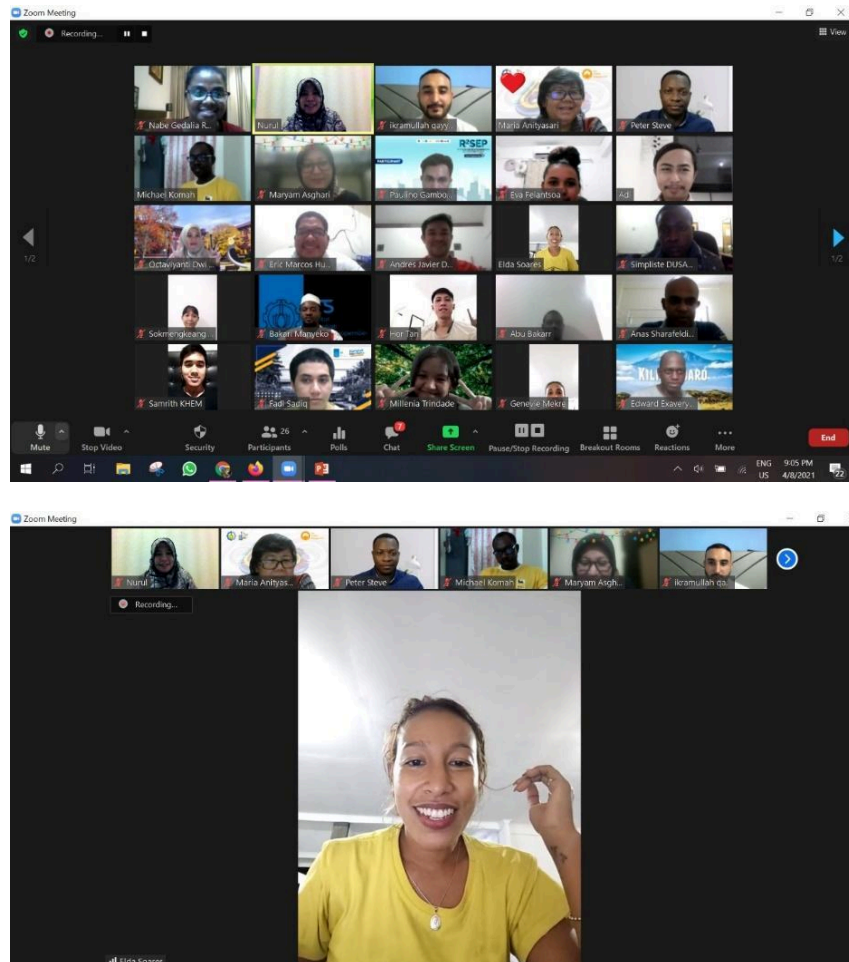 Zoom Meeting
Recording...
View
Nabe Gedalia R...
Nurul
ikramullah qayy...
Maria Anityasari
Peter Steve
Michael Komah
Maryam Asghari
PARTICIPANT
Paulino Gambo...
Eva Felantsoa
Adi
1/2
Octaviyanti Dwi...
Eric Marcos Hu...
Andres Javier D...
Elda Soares
Simpliste DUSA...
1/2
Sokmengkeang...
Bakari Manyeko
Hor Tan
Abu Bakarr
Anas Sharafeldi...
Samrith KHEM
Fadi Sadiq
Millenia Trindade
Genevie Mekre
Edward Exavery...
Mute
Stop Video
Security
26
Participants
Polls
7
Chat
Share Screen
Pause/Stop Recording
Breakout Rooms
Reactions
More
End
ENG
US
9:05 PM
4/8/2021
22
Zoom Meeting
Nurul
Maria Anityas...
Peter Steve
Michael Komah
Maryam Asgh...
ikramullah qa...
Recording...
Elda Soares